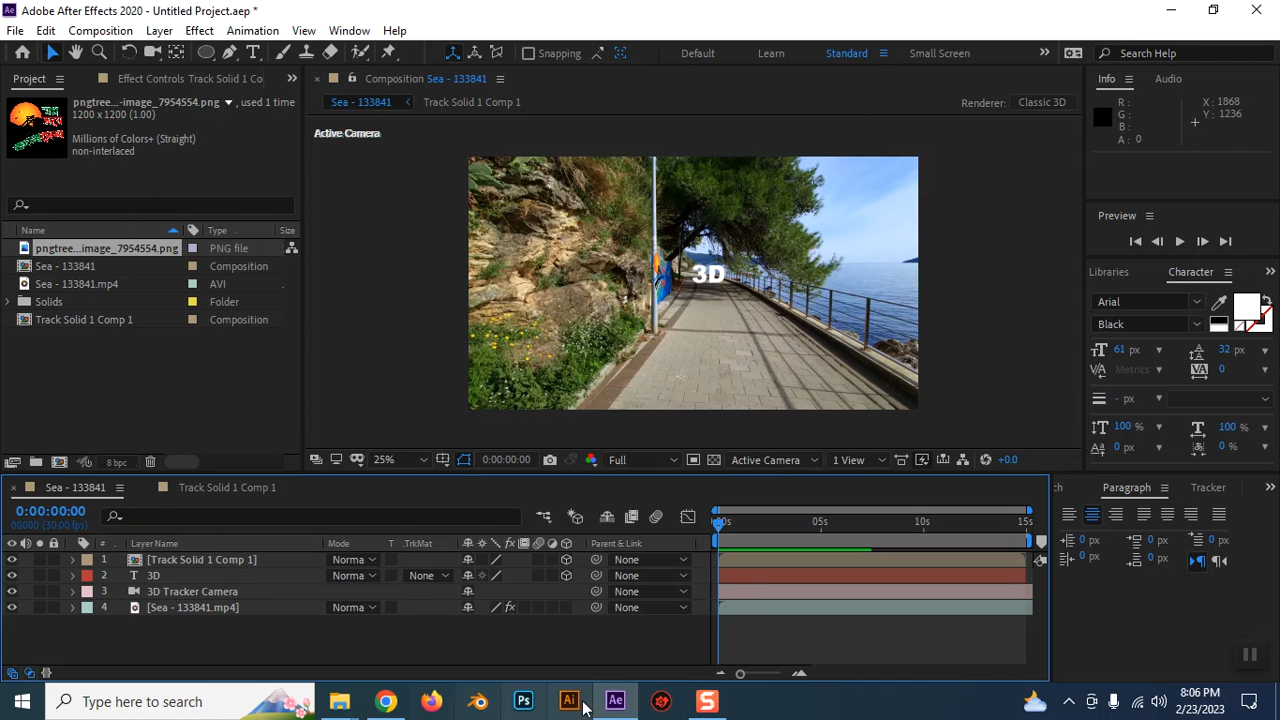 Ae Adobe After Effects 2020 - Untitled Project.aep *
File Edit Composition Layer Effect Animation View Window Help
Snapping Default Learn Standard Small Screen Search Help
Project Effect Controls Track Solid 1 Co
Composition Sea - 133841
Info Audio
pngtree...-image_7954554.png , used 1 time
1200 x 1200 (1.00)
Millions of Colors+ (Straight)
non-interlaced
Sea - 133841 Track Solid 1 Comp 1 Renderer: Classic 3D
Active Camera
R :
G :
B :
A : 0
X : 1868
Y : 1236
Preview
Name Type Size
pngtree...image_7954554.png PNG file
Sea - 133841 Composition
Sea - 133841.mp4 AVI
Solids Folder
Track Solid 1 Comp 1 Composition
3D
Libraries Character
Arial
Black
61 px 32 px
Metrics 0
- px
100 % 100 %
0 px 0 %
8 bpc
25% 0:00:00:00 Full Active Camera 1 View +0.0
Sea - 133841 Track Solid 1 Comp 1
ch Paragraph Tracker
0:00:00:00
00000 (30.00 fps)
00s 05s 10s 15s
# Layer Name Mode T TrkMat Parent & Link
1 [Track Solid 1 Comp 1] Norma None
2 T 3D Norma None None
3 3D Tracker Camera None
4 [Sea - 133841.mp4] Norma None
0 px 0 px 0 px
0 px 0 px
Type here to search Ps Ai Ae S
8:06 PM
2/23/2023